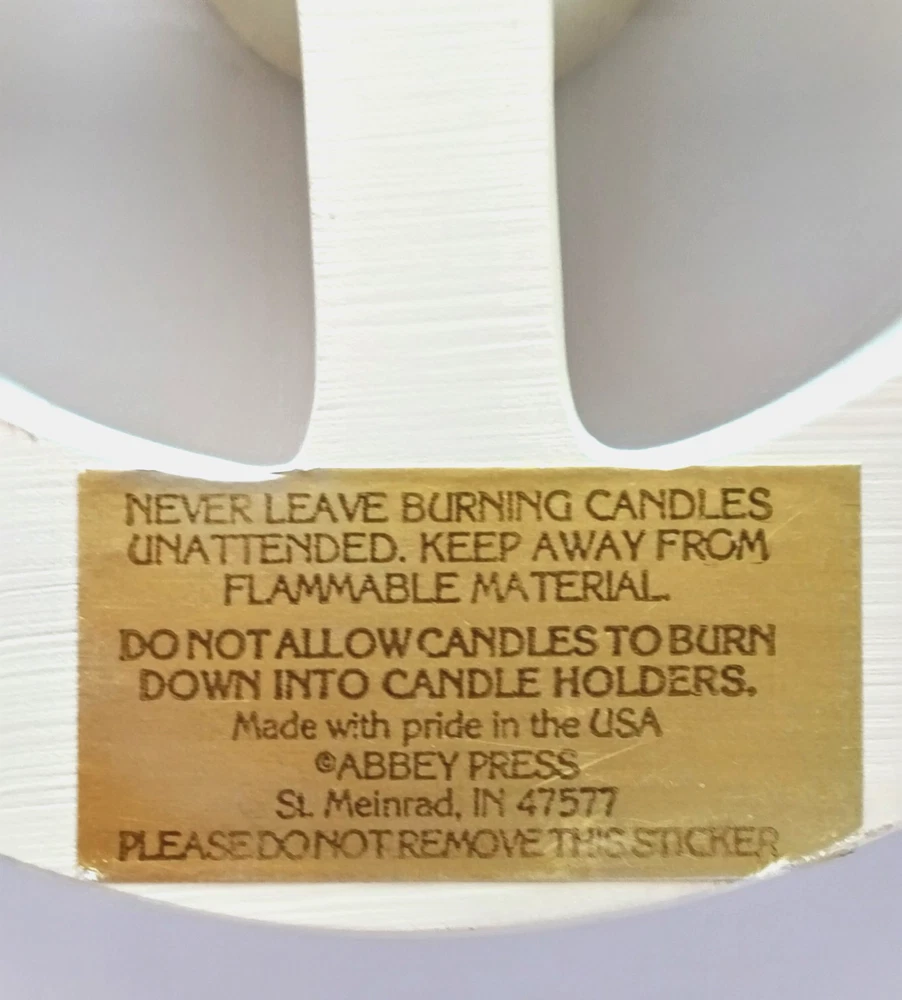 NEVER LEAVE BURNING CANDLES
UNATTENDED. KEEP AWAY FROM
FLAMMABLE MATERIAL.
DO NOT ALLOW CANDLES TO BURN
DOWN INTO CANDLE HOLDERS.
Made with pride in the USA
©ABBEY PRESS
St. Meinrad, IN 47577
PLEASE DO NOT REMOVE THIS STICKER